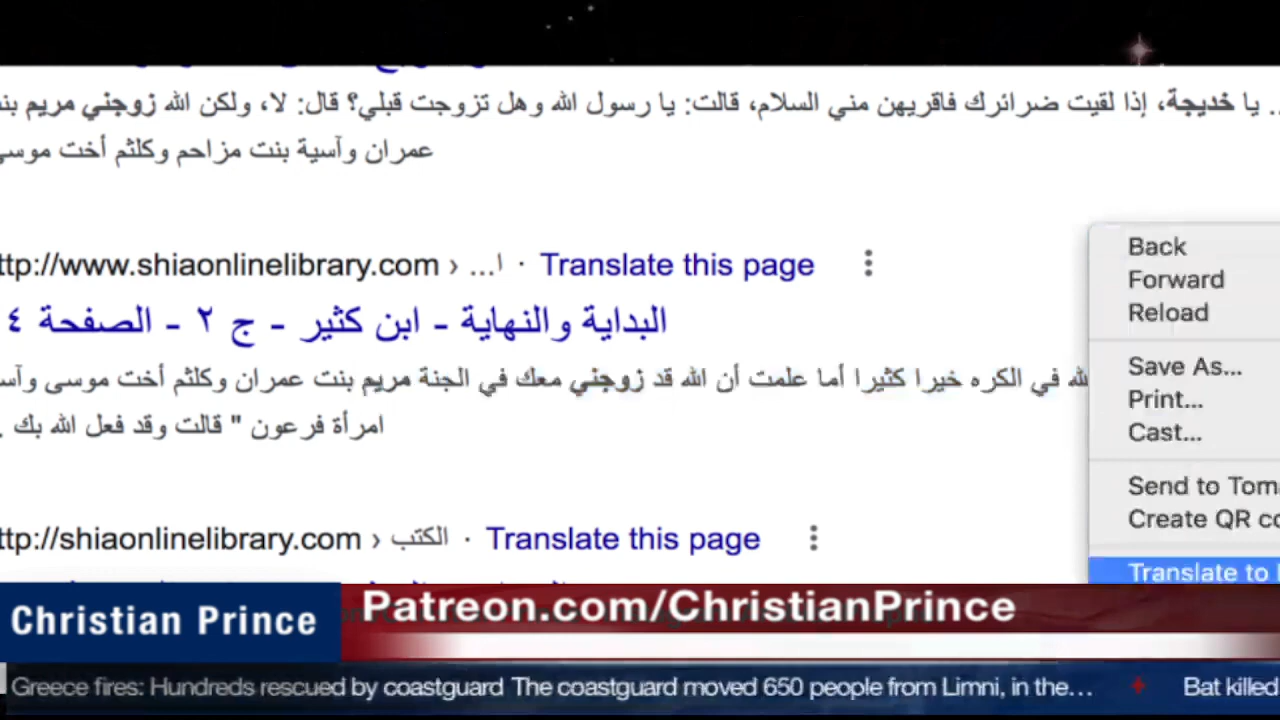 . يا خديجة، إذا لقيت ضرائرك فاقريهن مني السلام، قالت: يا رسول الله وهل تزوجت قبلي؟ قال: لا، ولكن الله زوجني مريم بنت
عمران وآسية بنت مزاحم وكلثم أخت موسى
ttp://www.shiaonlinelibrary.com › ...ا · Translate this page
البداية والنهاية - ابن كثير - ج ٢ - الصفحة ٤
لله في الكره خيرا كثيرا أما علمت أن الله قد زوجني معك في الجنة مريم بنت عمران وكلثم أخت موسى وآس
امرأة فرعون " قالت وقد فعل الله بك .
ttp://shiaonlinelibrary.com › الكتب · Translate this page
Back
Forward
Reload
Save As...
Print...
Cast...
Send to Tom
Create QR co
Translate to
Christian Prince
Patreon.com/ChristianPrince
Greece fires: Hundreds rescued by coastguard The coastguard moved 650 people from Limni, in the... Bat killed